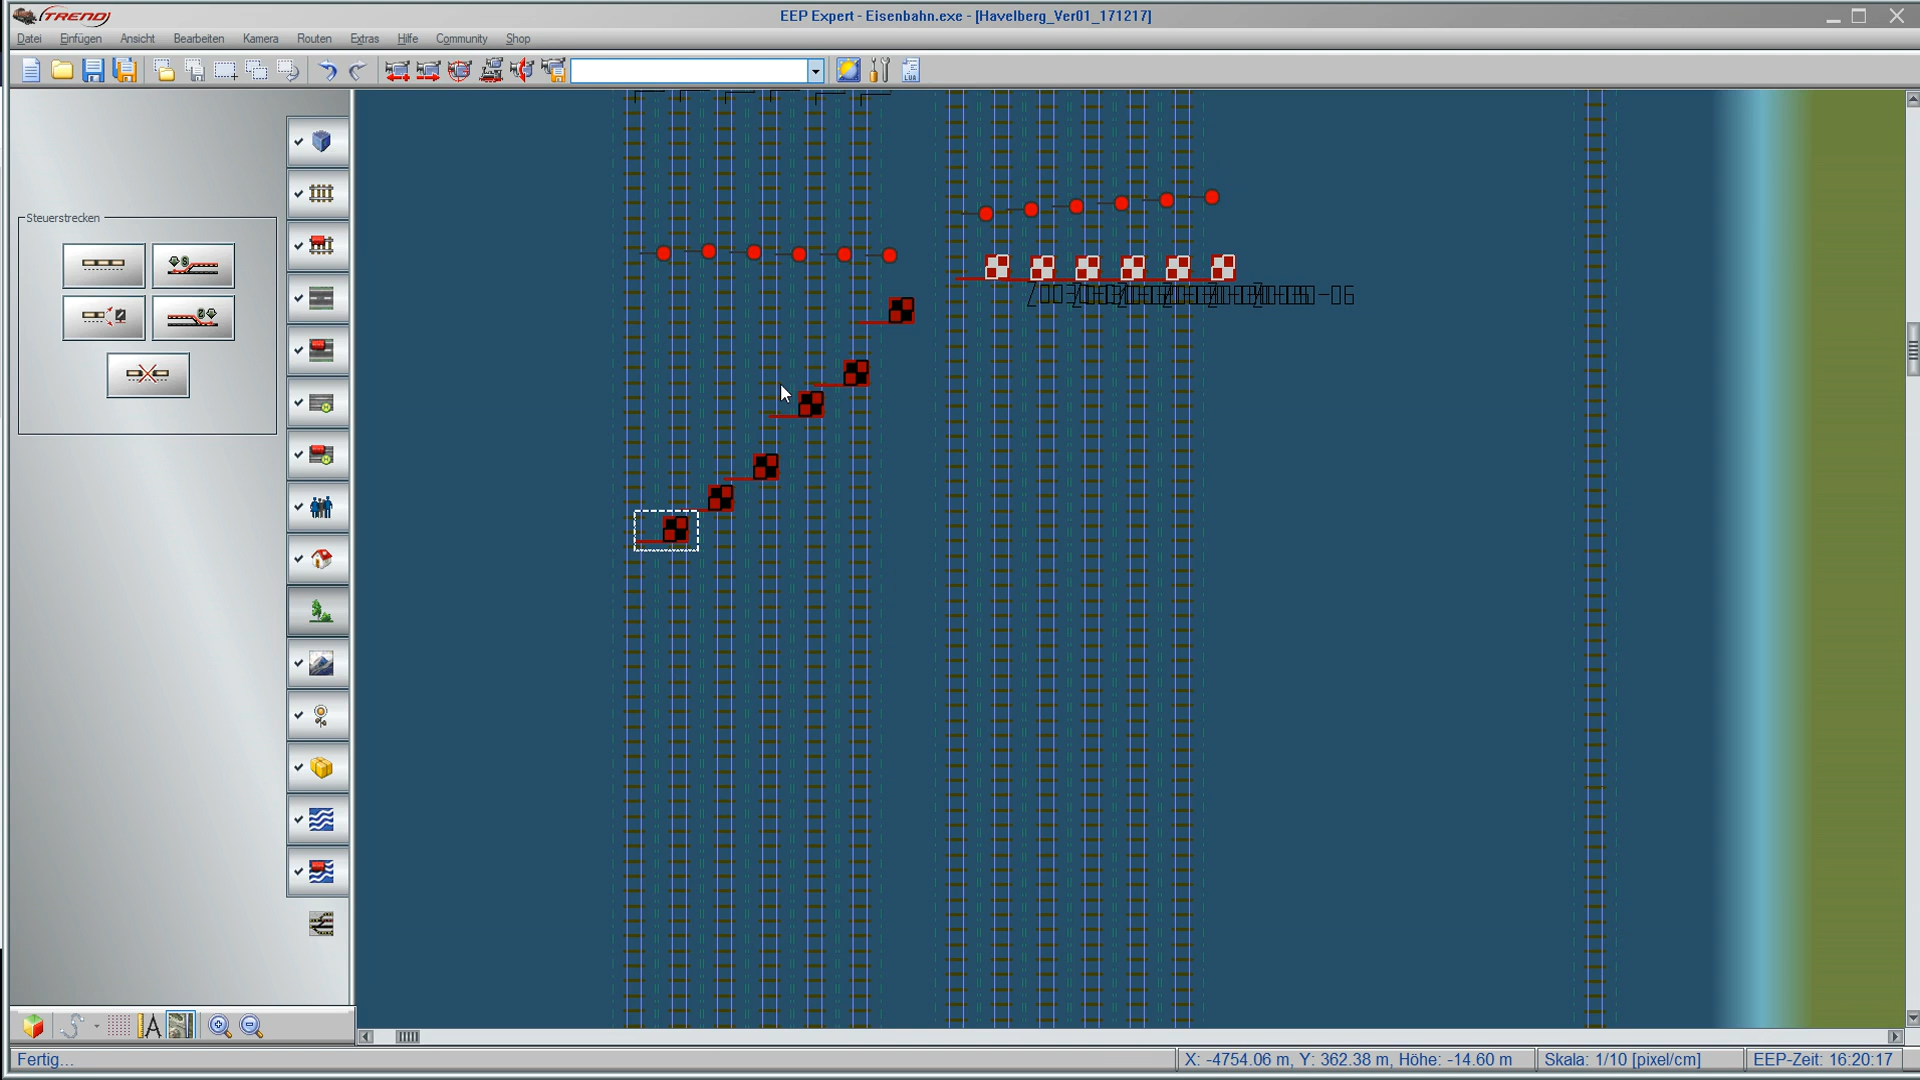 TREND
EEP Expert - Eisenbahn.exe - [Havelberg_Ver01_171217]
Datei Einfügen Ansicht Bearbeiten Kamera Routen Extras Hilfe Community Shop
LUA
Steuerstrecken
Fertig...
X: -4754.06 m, Y: 362.38 m, Höhe: -14.60 m
Skala: 1/10 [pixel/cm]
EEP-Zeit: 16:20:17